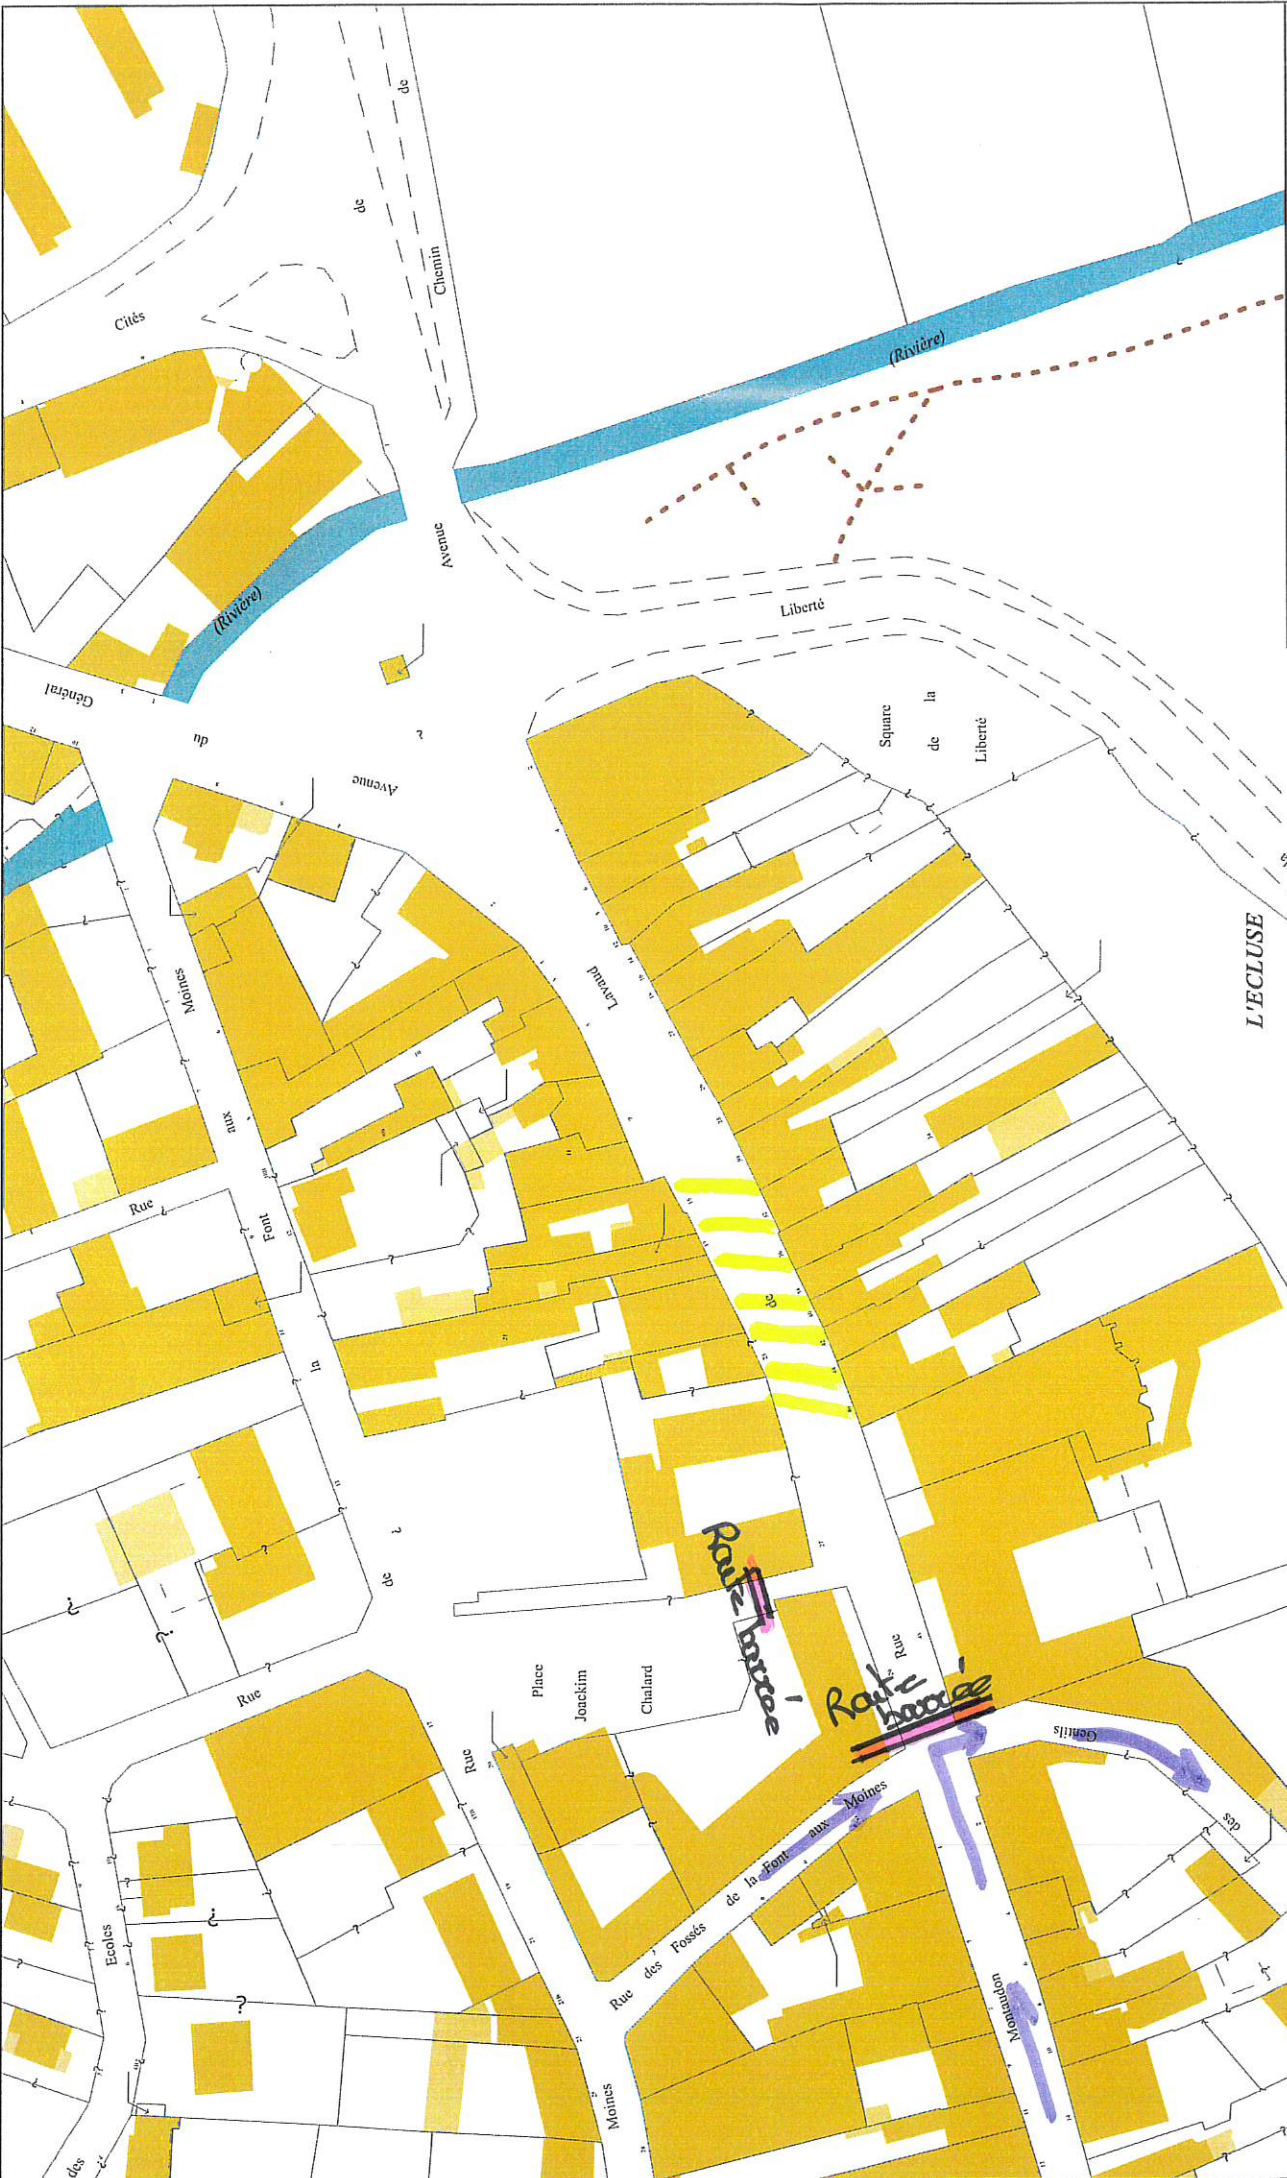 de
de
Chemin
Cités
(Rivière)
Avenue
(Rivière)
Liberté
Général
du
Avenue
Square
de la
Liberté
L'ECLUSE
Lavaud
Moines
aux
Rue
Font
de
la
de
Route barrée
Rue
Route
barrée
Place
Joackim
Chalard
Rue
Rue
Gentils
des
Rue des Fossés de la Font aux Moines
Ecoles
Montaudon
Moines
des